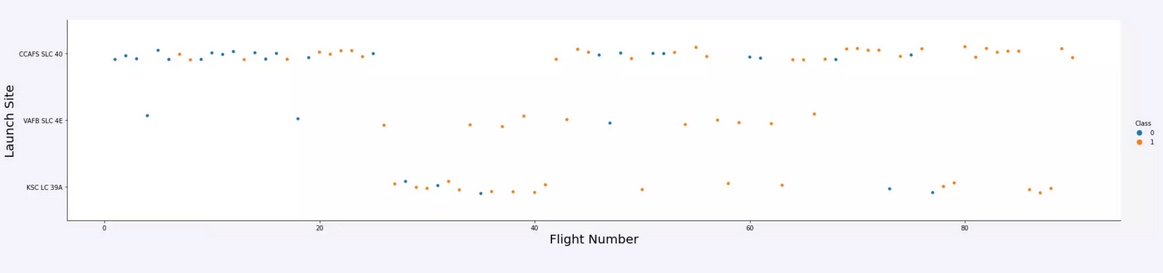 Launch Site
CCAFS SLC 40
VAFB SLC 4E
KSC LC 39A
0 20 40 60 80
Flight Number
Class
0
1